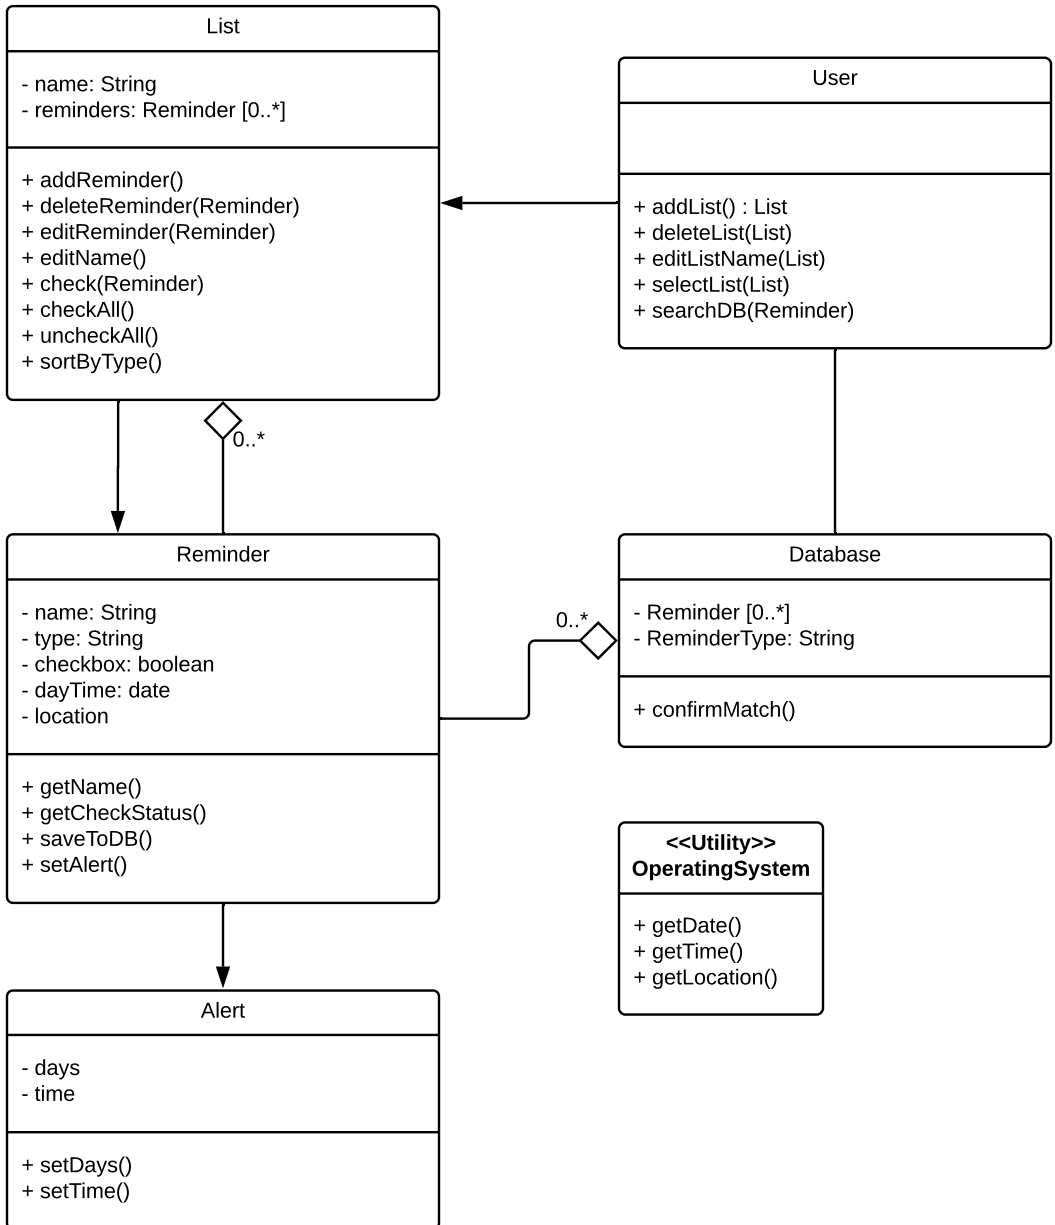 List
- name: String
- reminders: Reminder [0..*]
+ addReminder()
+ deleteReminder(Reminder)
+ editReminder(Reminder)
+ editName()
+ check(Reminder)
+ checkAll()
+ uncheckAll()
+ sortByType()
User
+ addList() : List
+ deleteList(List)
+ editListName(List)
+ selectList(List)
+ searchDB(Reminder)
0..*
Reminder
- name: String
- type: String
- checkbox: boolean
- dayTime: date
- location
+ getName()
+ getCheckStatus()
+ saveToDB()
+ setAlert()
0..*
Database
- Reminder [0..*]
- ReminderType: String
+ confirmMatch()
<<Utility>>
OperatingSystem
+ getDate()
+ getTime()
+ getLocation()
Alert
- days
- time
+ setDays()
+ setTime()